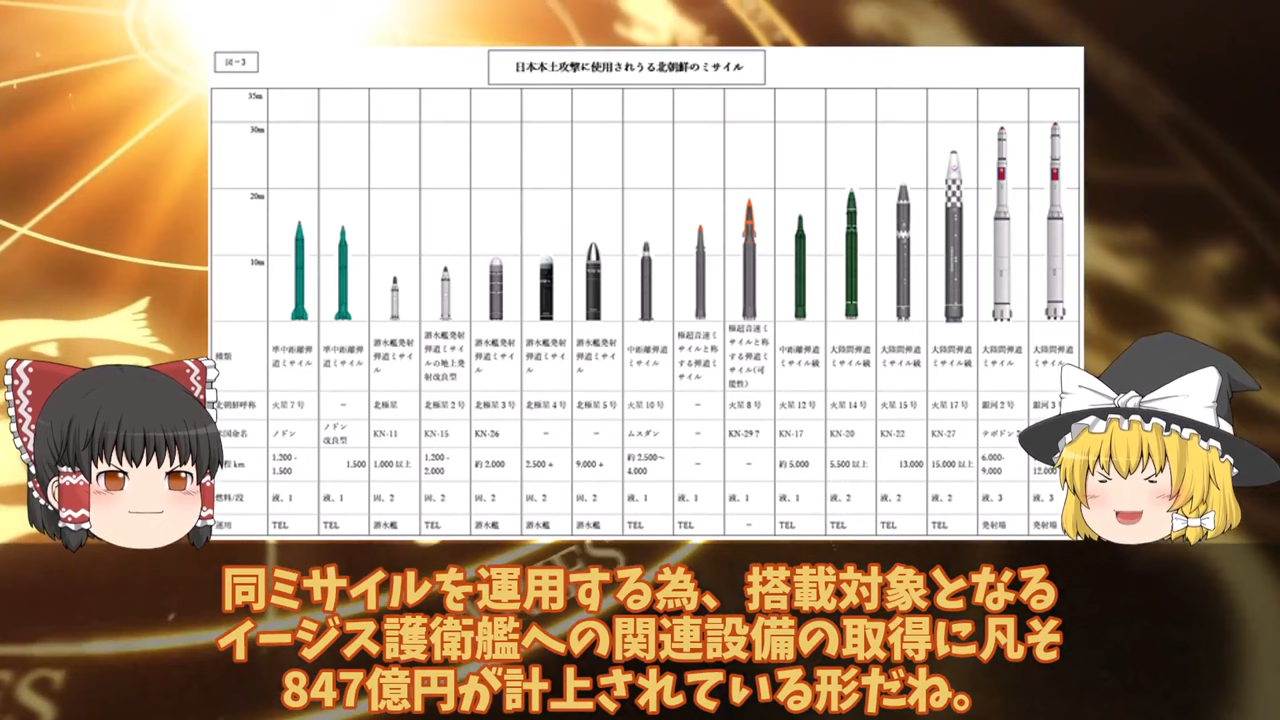 図－3
日本本土攻撃に使用されうる北朝鮮のミサイル
35m
30m
20m
10m
種類 準中距離弾道ミサイル 準中距離弾道ミサイル 潜水艦発射弾道ミサイル 潜水艦発射弾道ミサイルの地上発射改良型 潜水艦発射弾道ミサイル 潜水艦発射弾道ミサイル 潜水艦発射弾道ミサイル 中距離弾道ミサイル 極超音速ミサイルと称する弾道ミサイル 極超音速ミサイルと称する弾道ミサイル(可能性) 中距離弾道ミサイル級 大陸間弾道ミサイル級 大陸間弾道ミサイル級 大陸間弾道ミサイル級 大陸間弾道ミサイル 大陸間弾道ミサイル
北朝鮮呼称 火星7号 － 北極星 北極星2号 北極星3号 北極星4号 北極星5号 火星10号 － 火星8号 火星12号 火星14号 火星15号 火星17号 銀河2号 銀河3
国命名 ノドン ノドン改良型 KN-11 KN-15 KN-26 － － ムスダン － KN-29？ KN-17 KN-20 KN-22 KN-27 テポドン2
km 1,200－1,500 1,500 1,000以上 1,200－2,000 約2,000 2,500＋ 9,000＋ 約2,500～4,000 － － 約5,000 5,500以上 13,000 15,000以上 6,000-9,000 12,000
燃料/段 液、1 液、1 固、2 固、2 固、2 固、2 固、2 液、1 液、1 液、1 液、1 液、2 液、2 液、2 液、3 液、3
運用 TEL TEL 潜水艦 TEL 潜水艦 潜水艦 潜水艦 TEL TEL － TEL TEL TEL TEL 発射場 発射場
同ミサイルを運用する為、搭載対象となる
イージス護衛艦への関連設備の取得に凡そ
847億円が計上されている形だね。